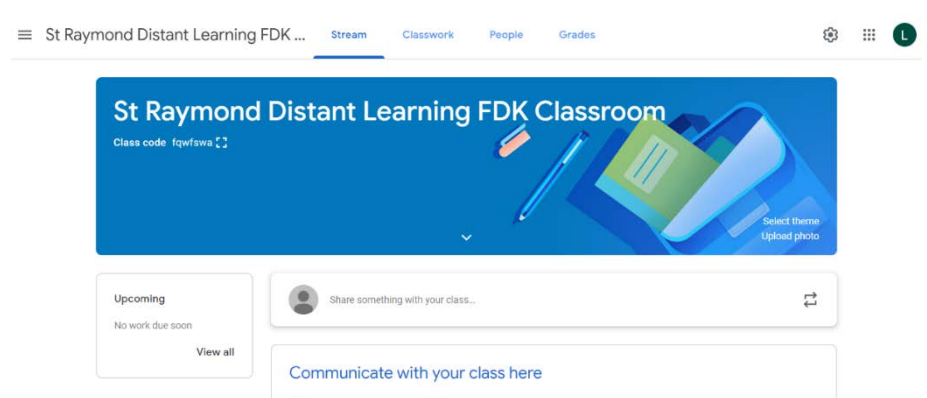 St Raymond Distant Learning FDK ... Stream Classwork People Grades L
St Raymond Distant Learning FDK Classroom
Class code fqwfswa
Select theme
Upload photo
Upcoming
No work due soon
View all
Share something with your class...
Communicate with your class here